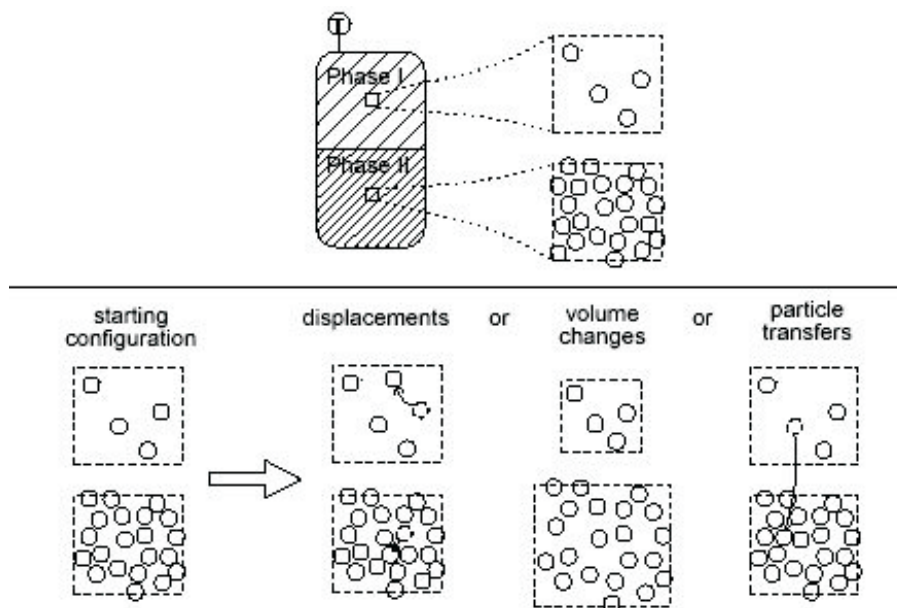 T
Phase I
Phase II
starting
configuration
displacements
or
volume
changes
or
particle
transfers